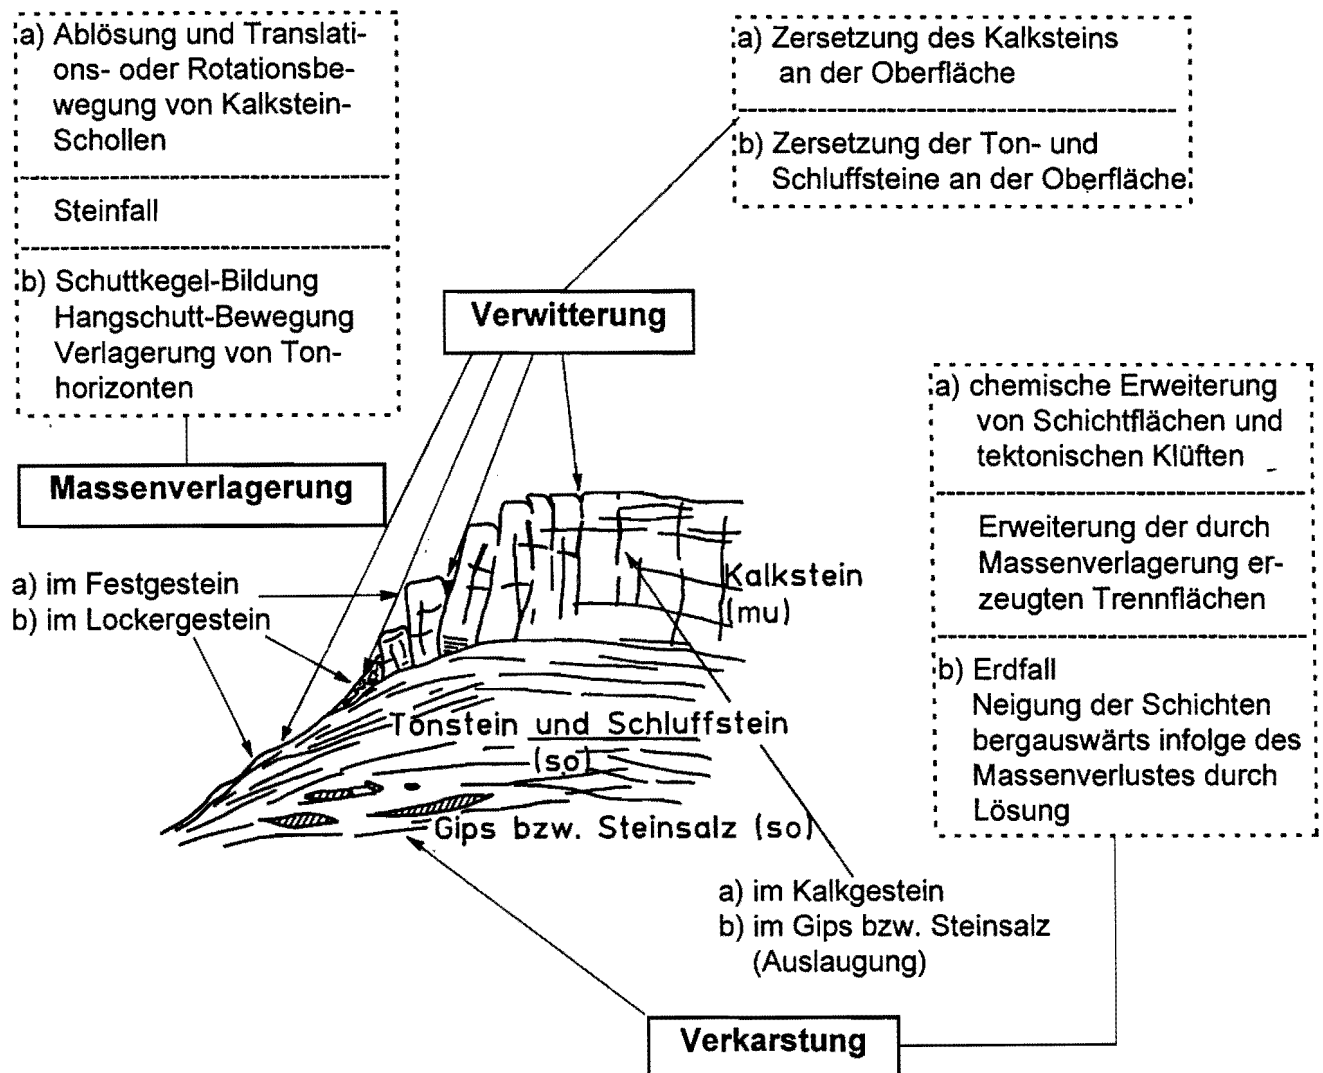 a) Ablösung und Translati-
ons- oder Rotationsbe-
wegung von Kalkstein-
Schollen
Steinfall
b) Schuttkegel-Bildung
Hangschutt-Bewegung
Verlagerung von Ton-
horizonten
Massenverlagerung
a) im Festgestein
b) im Lockergestein
a) Zersetzung des Kalksteins
an der Oberfläche
b) Zersetzung der Ton- und
Schluffsteine an der Oberfläche
Verwitterung
Kalkstein
(mu)
Tonstein und Schluffstein
(so)
Gips bzw. Steinsalz (so)
a) chemische Erweiterung
von Schichtflächen und
tektonischen Klüften
Erweiterung der durch
Massenverlagerung er-
zeugten Trennflächen
b) Erdfall
Neigung der Schichten
bergauswärts infolge des
Massenverlustes durch
Lösung
a) im Kalkgestein
b) im Gips bzw. Steinsalz
(Auslaugung)
Verkarstung